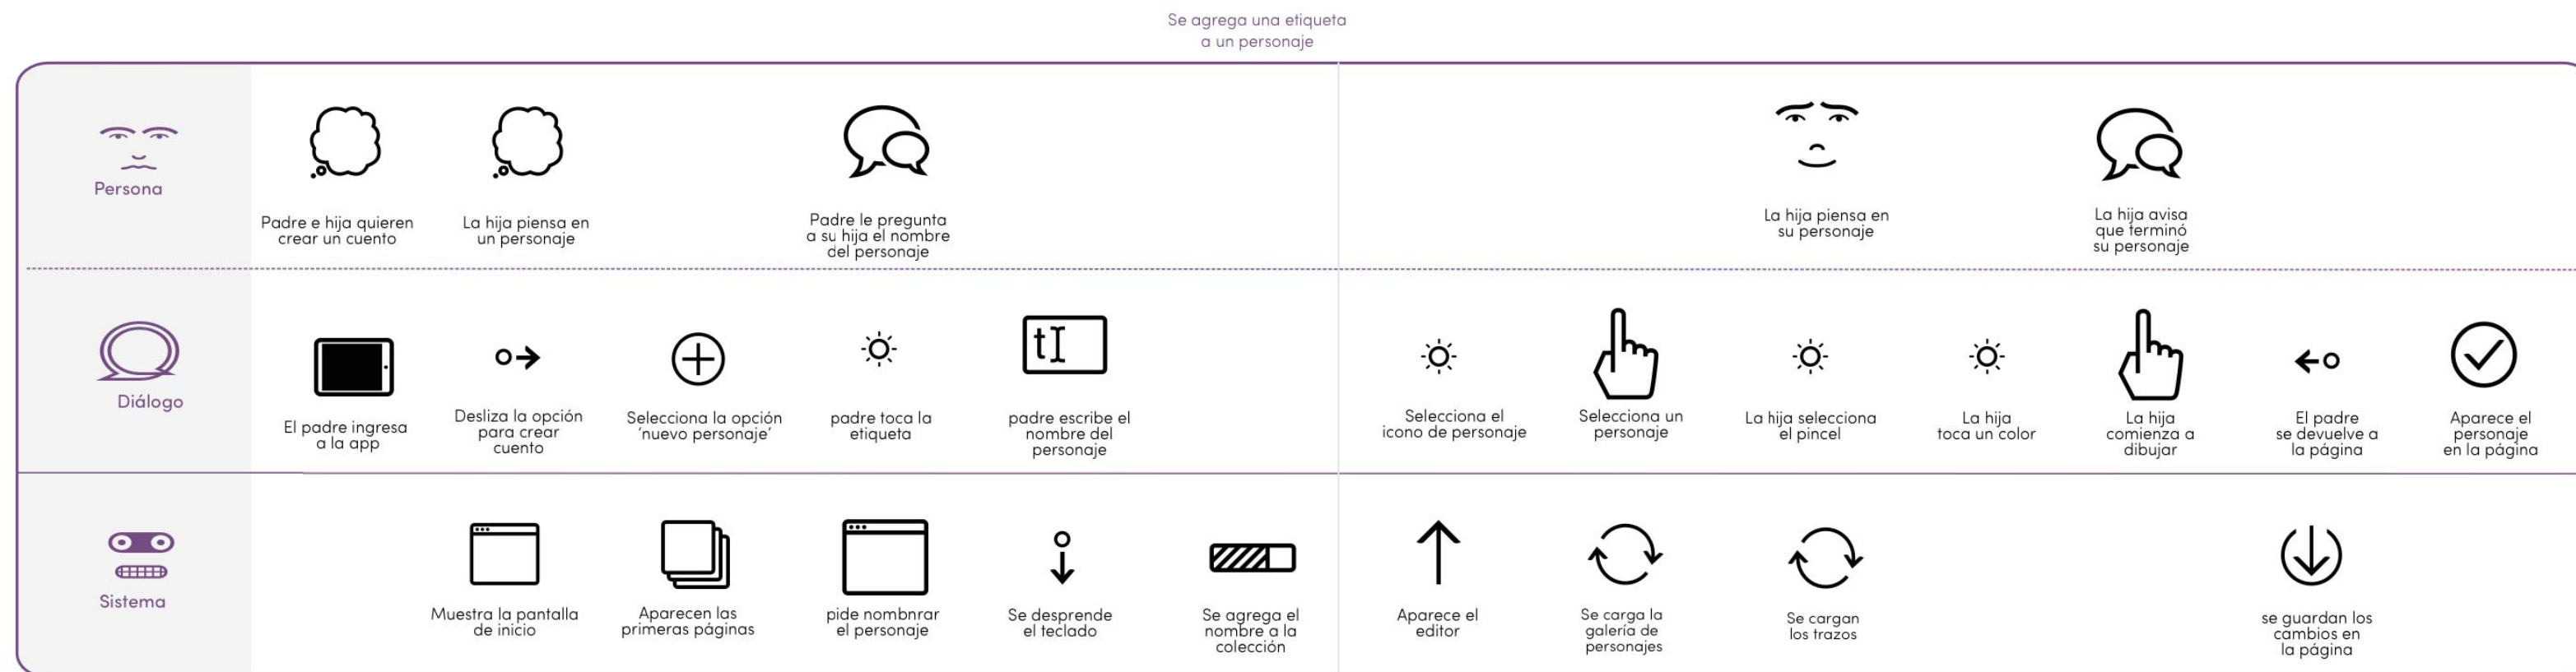 Se agrega una etiqueta
a un personaje
Persona
Padre e hija quieren
crear un cuento
La hija piensa en
un personaje
Padre le pregunta
a su hija el nombre
del personaje
La hija piensa en
su personaje
La hija avisa
que terminó
su personaje
Diálogo
El padre ingresa
a la app
Desliza la opción
para crear
cuento
Selecciona la opción
'nuevo personaje'
padre toca la
etiqueta
tI
padre escribe el
nombre del
personaje
Selecciona el
icono de personaje
Selecciona un
personaje
La hija selecciona
el pincel
La hija
toca un color
La hija
comienza a
dibujar
El padre
se devuelve a
la página
Aparece el
personaje
en la página
Sistema
Muestra la pantalla
de inicio
Aparecen las
primeras páginas
pide nombnrar
el personaje
Se desprende
el teclado
Se agrega el
nombre a la
colección
Aparece el
editor
Se carga la
galería de
personajes
Se cargan
los trazos
se guardan los
cambios en
la página